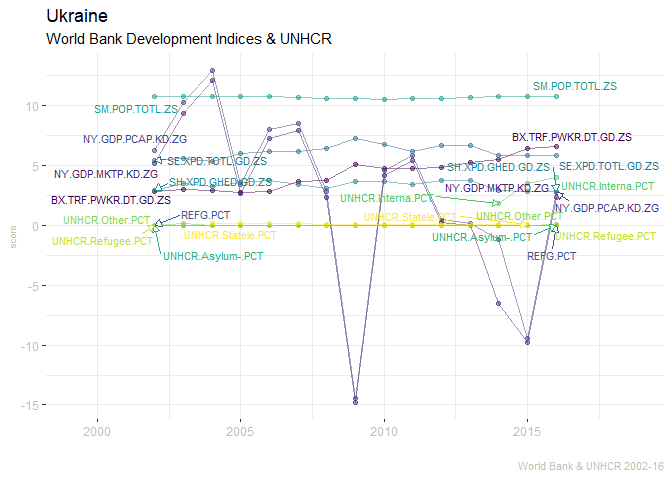 Ukraine
World Bank Development Indices & UNHCR
SM.POP.TOTL.ZS
SM.POP.TOTL.ZS
10
NY.GDP.PCAP.KD.ZG
BX.TRF.PWKR.DT.GD.ZS
SE.XPD.TOTL.GD.ZS
SH.XPD.GHED.GD.ZS
SE.XPD.TOTL.GD.ZS
5
NY.GDP.MKTP.KD.ZG
SH.XPD.GHED.GD.ZS
NY.GDP.MKTP.KD.ZG
UNHCR.Interna.PCT
BX.TRF.PWKR.DT.GD.ZS
UNHCR.Interna.PCT
NY.GDP.PCAP.KD.ZG
UNHCR.Other.PCT
REFG.PCT
UNHCR.Statele.PCT
UNHCR.Other.PCT
0
UNHCR.Refugee.PCT
UNHCR.Statele.PCT
UNHCR.Asylum-.PCT
UNHCR.Refugee.PCT
UNHCR.Asylum-.PCT
REFG.PCT
score
-5
-10
-15
2000
2005
2010
2015
World Bank & UNHCR 2002-16